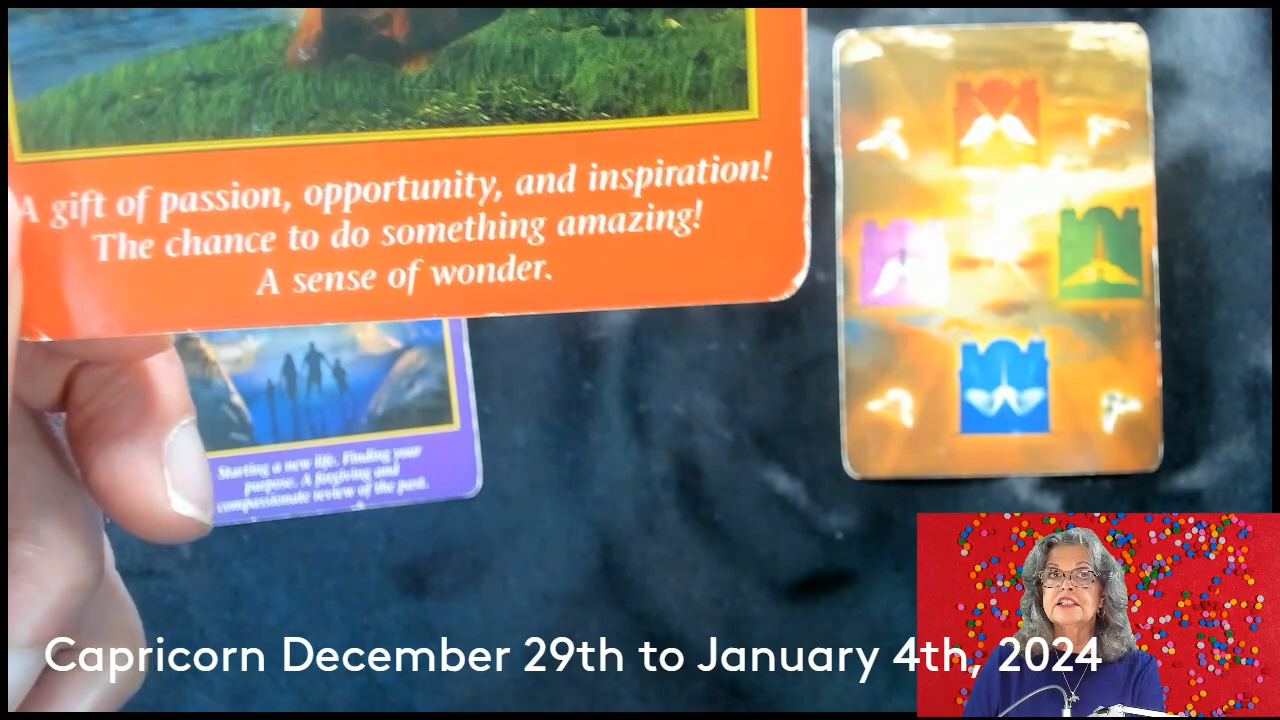 A gift of passion, opportunity, and inspiration!
The chance to do something amazing!
A sense of wonder.
Starting a new life. Finding your
purpose. A forgiving and
compassionate review of the past.
Capricorn December 29th to January 4th, 2024